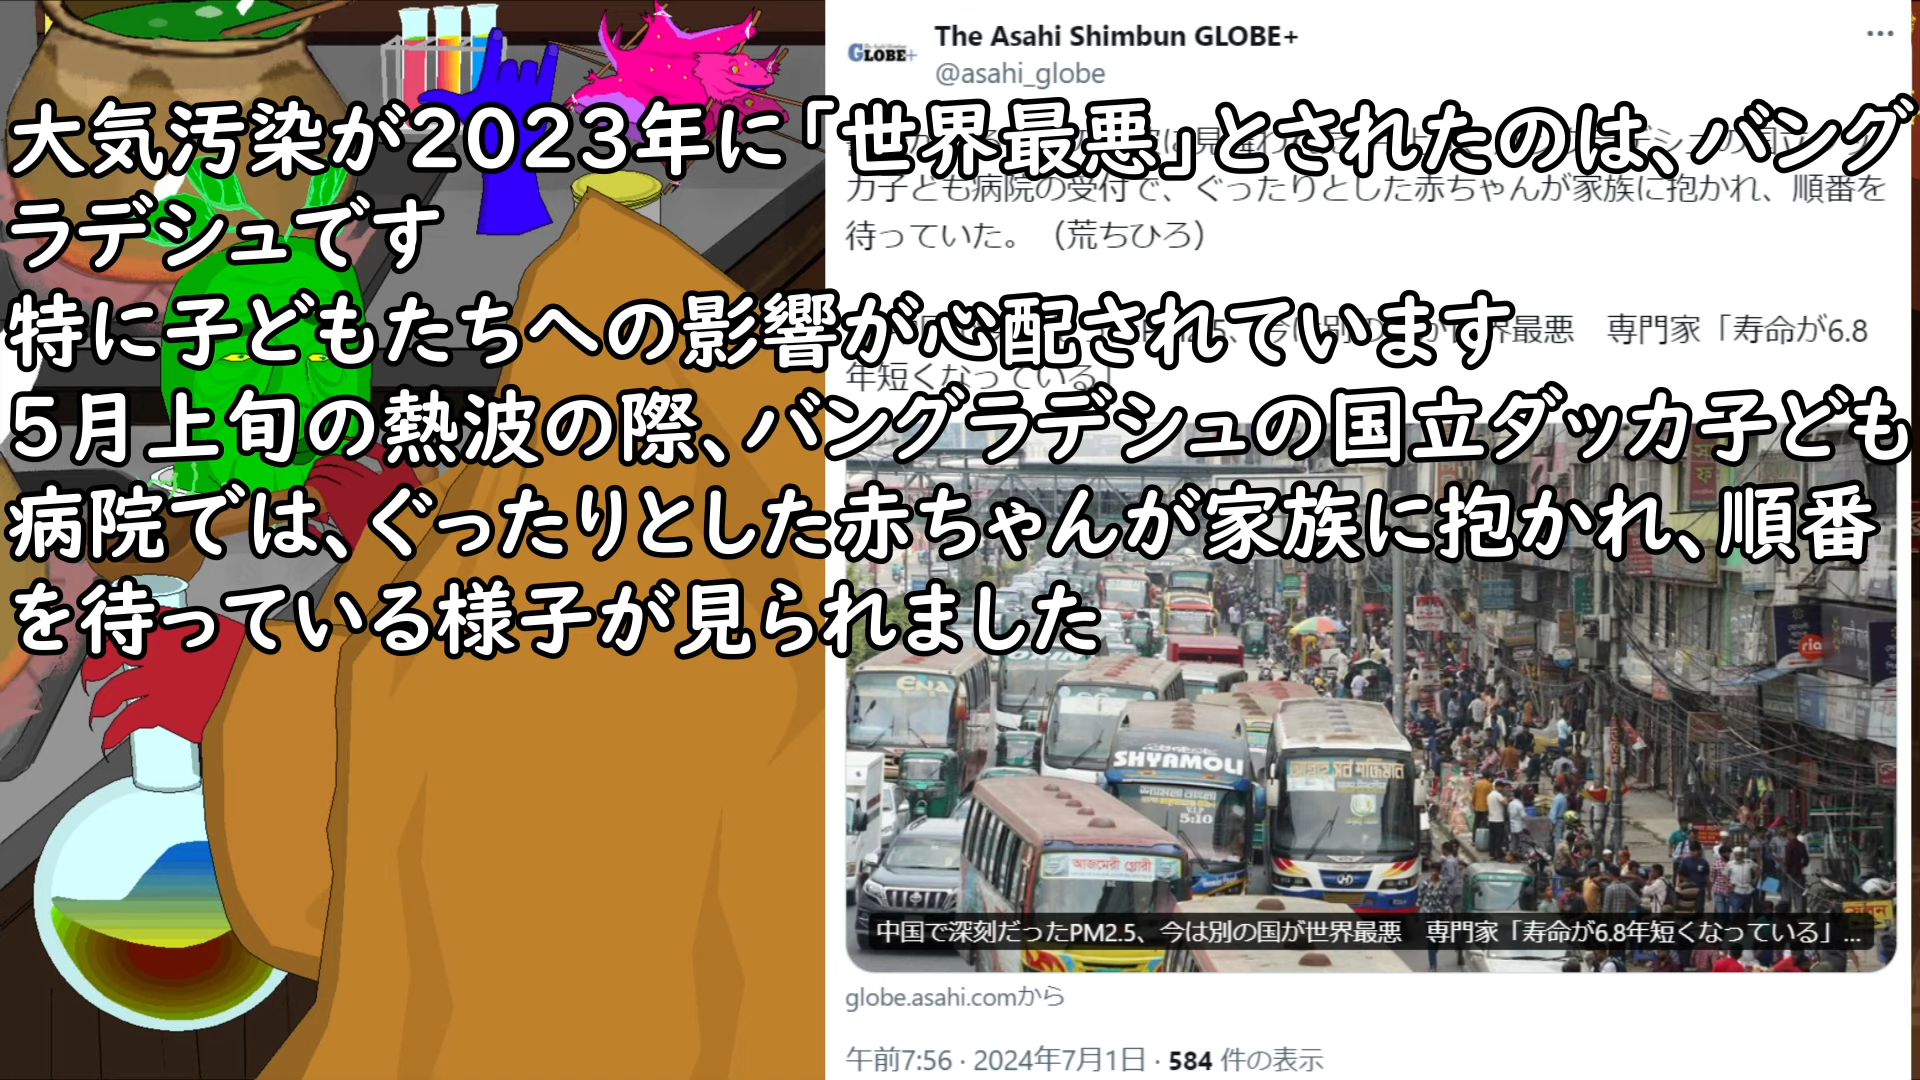 The Asahi Shimbun GLOBE+
GLOBE+
@asahi_globe
大気汚染が2023年に「世界最悪」とされたのは、バング
ラデシュです
特に子どもたちへの影響が心配されています
5月上旬の熱波の際、バングラデシュの国立ダッカ子ども
病院では、ぐったりとした赤ちゃんが家族に抱かれ、順番
を待っている様子が見られました
カ子ども病院の受付で、ぐったりとした赤ちゃんが家族に抱かれ、順番を
待っていた。（荒ちひろ）
世界最悪　専門家「寿命が6.8
年短くなっている」
ENA
SHYAMOLI
5:10
আজমেরী গ্লোরী
ria
中国で深刻だったPM2.5、今は別の国が世界最悪　専門家「寿命が6.8年短くなっている」...
globe.asahi.comから
午前7:56 · 2024年7月1日 · 584 件の表示